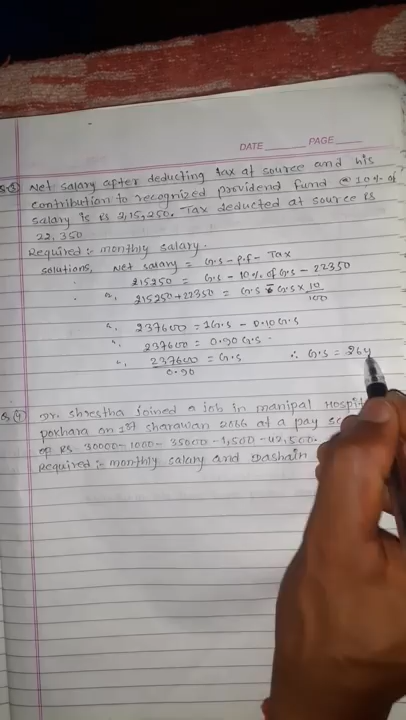 DATE PAGE
Q.③ Net salary after deducting tax at source and his
contribution to recognized providend fund @ 10% of
salary is Rs 2,15,250. Tax deducted at source Rs
22,350
Required :- monthly salary.
solutions, Net salary = G.S - P.f - Tax
215250 = G.S - 10% of G.S - 22350
or, 215250 + 22350 = G.S - G.S × 10/100
or, 237600 = 1G.S - 0.10 G.S
or, 237600 = 0.90 G.S
or, 237600/0.90 = G.S ∴ G.S = 264
Q.④ Dr. Shrestha joined a job in manipal Hospit
pokhara on 1st sharawan 2066 at a pay sc
of Rs. 30000-1000-35000-1,500-42,500.
Required :- monthly salary and Dashain